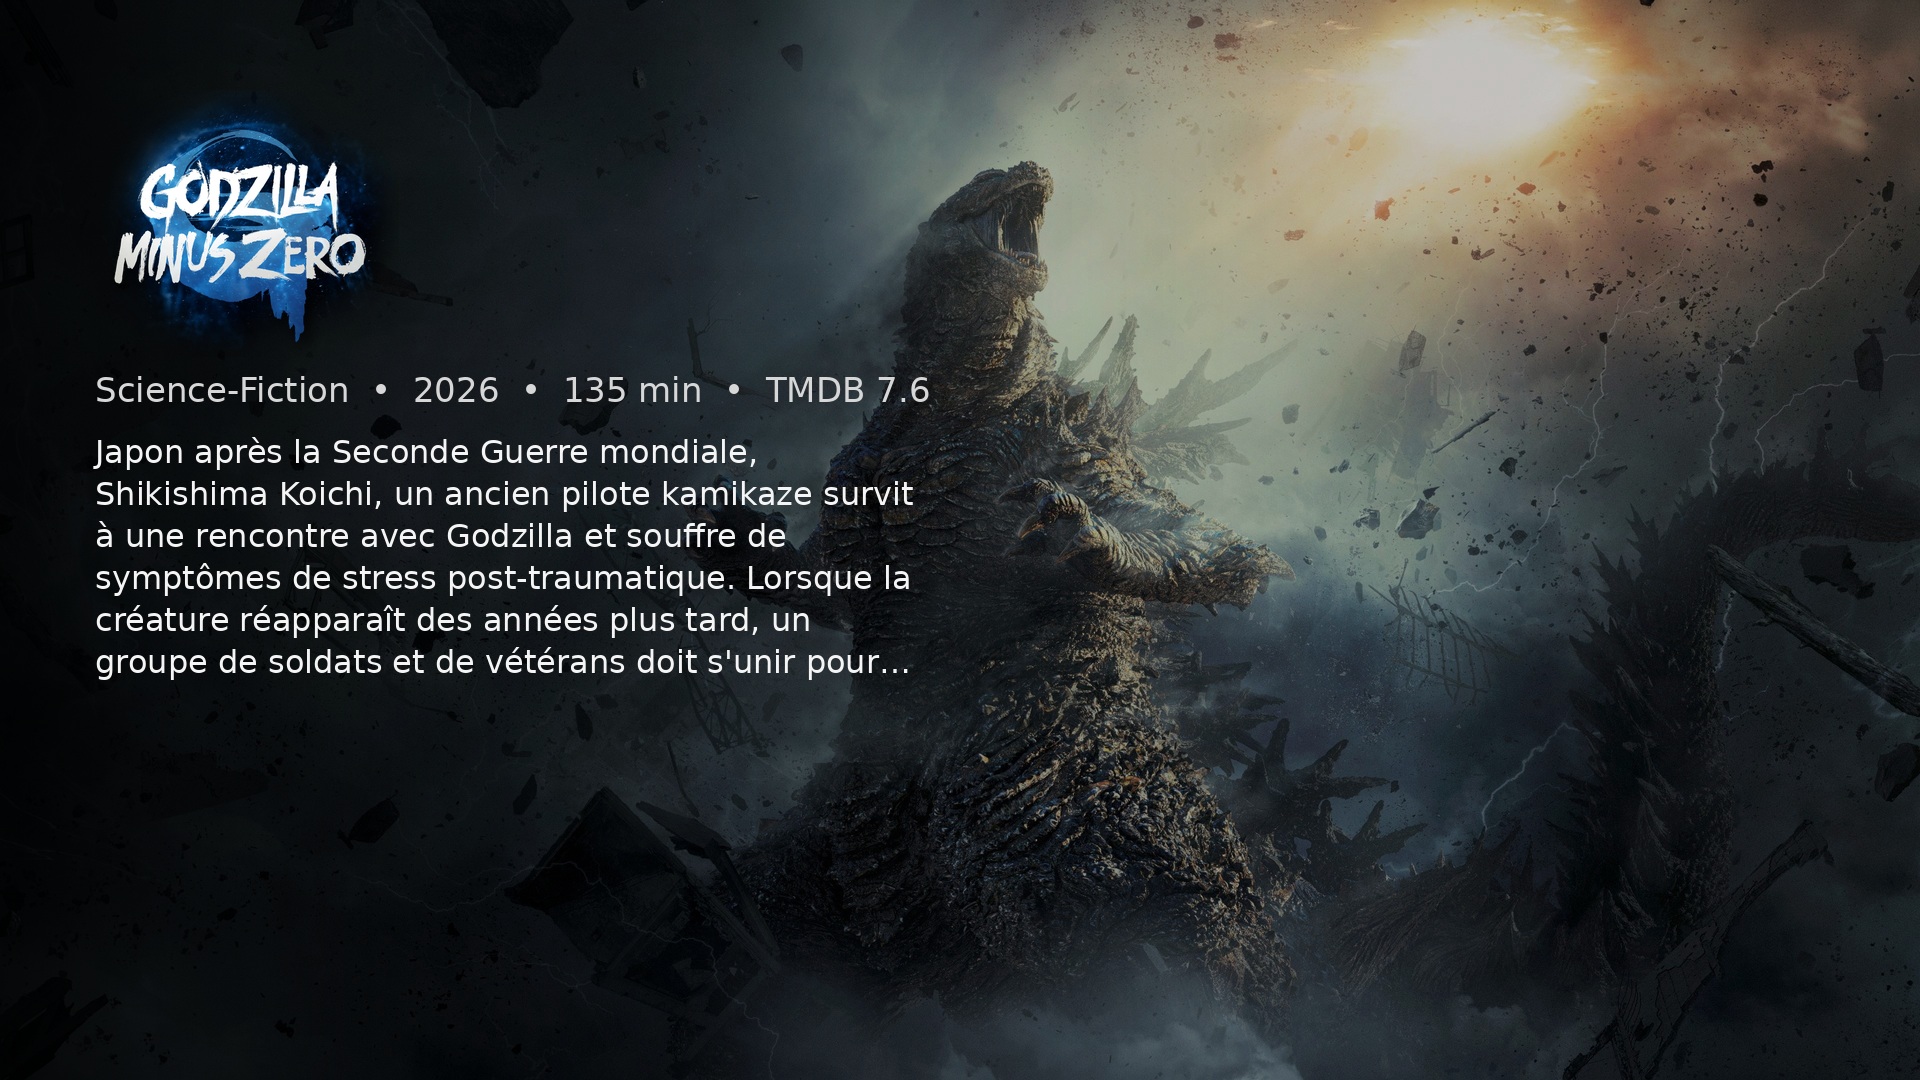 GODZILLA
MINUS ZERO
Science-Fiction • 2026 • 135 min • TMDB 7.6
Japon après la Seconde Guerre mondiale,
Shikishima Koichi, un ancien pilote kamikaze survit
à une rencontre avec Godzilla et souffre de
symptômes de stress post-traumatique. Lorsque la
créature réapparaît des années plus tard, un
groupe de soldats et de vétérans doit s'unir pour...